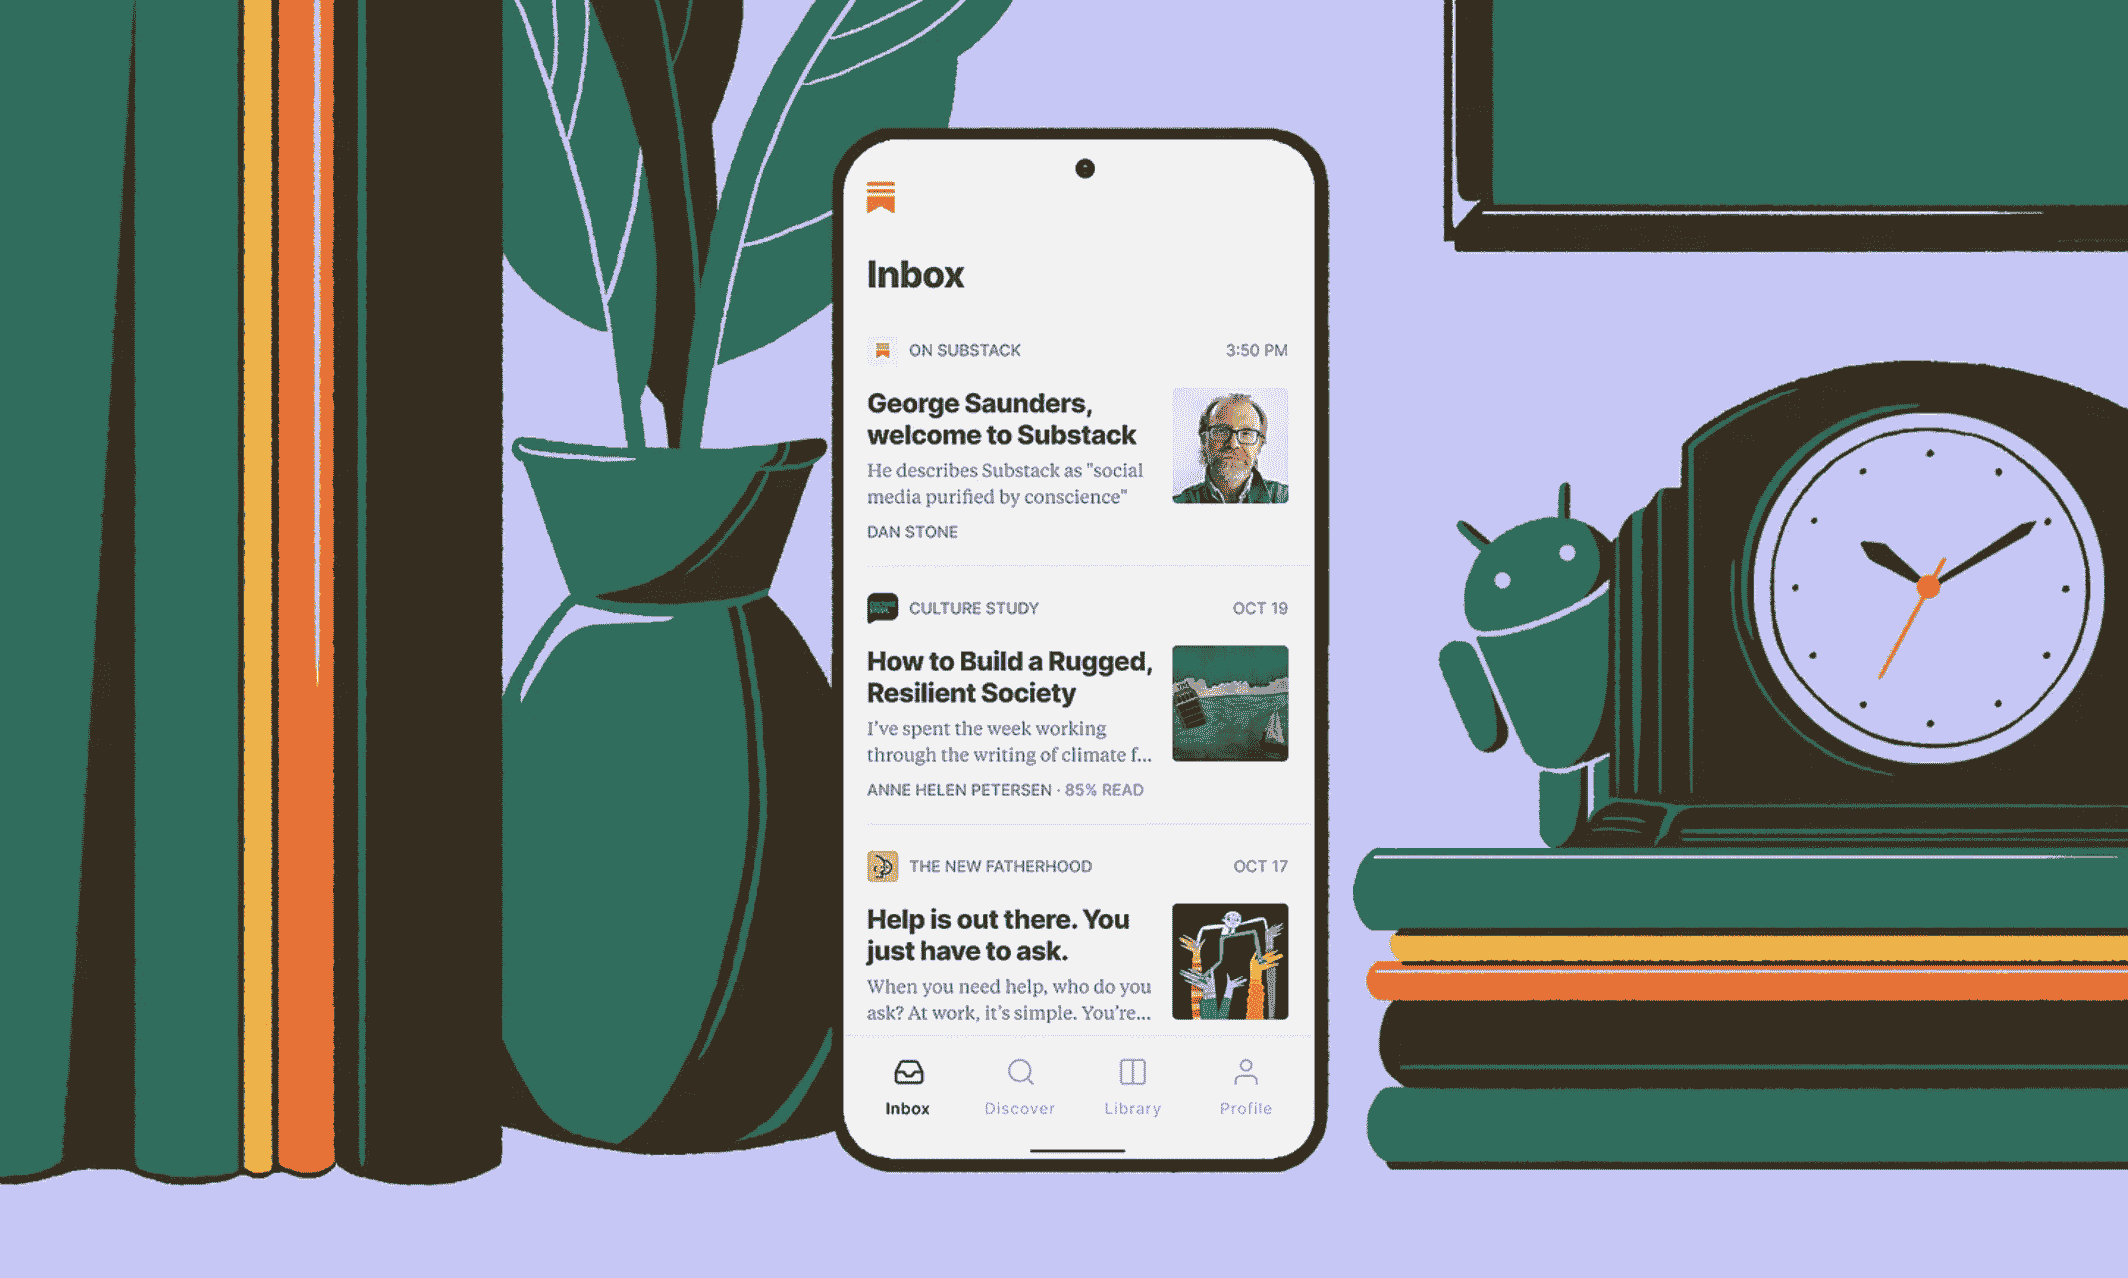 Inbox
ON SUBSTACK 3:50 PM
George Saunders,
welcome to Substack
He describes Substack as "social
media purified by conscience"
DAN STONE
CULTURE STUDY OCT 19
How to Build a Rugged,
Resilient Society
I've spent the week working
through the writing of climate f...
ANNE HELEN PETERSEN · 85% READ
THE NEW FATHERHOOD OCT 17
Help is out there. You
just have to ask.
When you need help, who do you
ask? At work, it's simple. You're...
Inbox Discover Library Profile